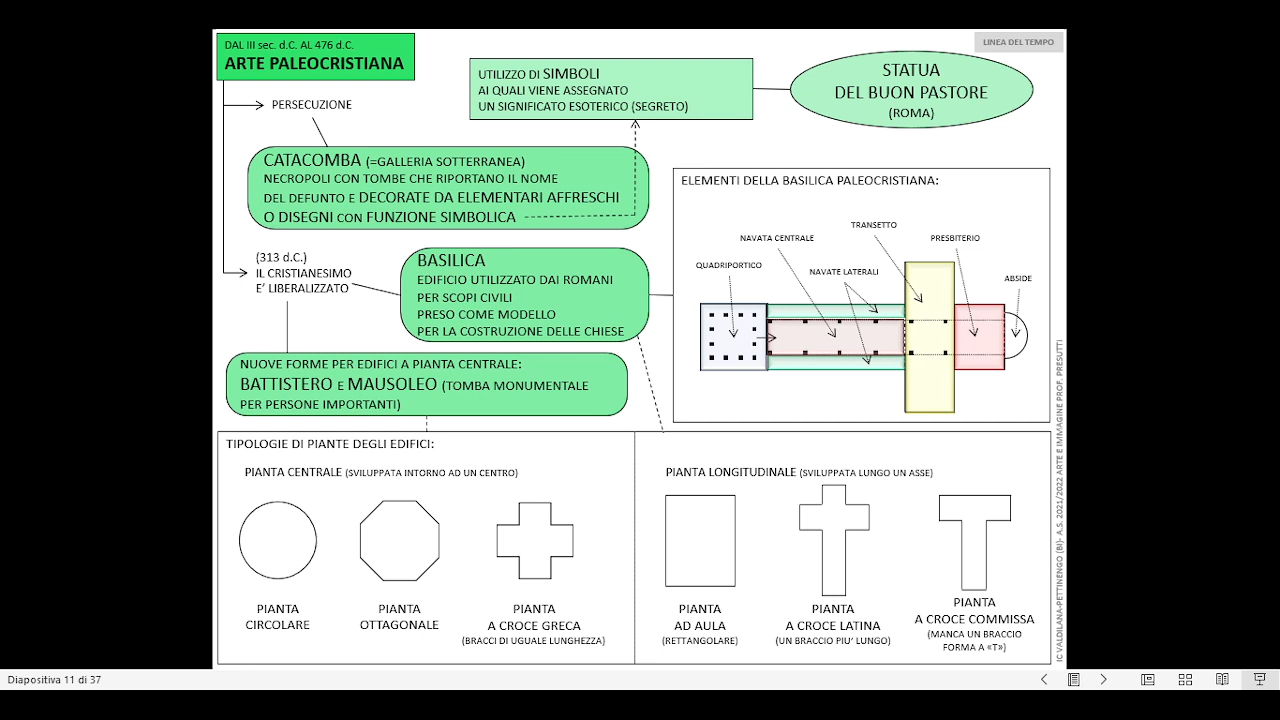 DAL III sec. d.C. AL 476 d.C.
ARTE PALEOCRISTIANA
LINEA DEL TEMPO
UTILIZZO DI SIMBOLI
AI QUALI VIENE ASSEGNATO
UN SIGNIFICATO ESOTERICO (SEGRETO)
STATUA
DEL BUON PASTORE
(ROMA)
PERSECUZIONE
CATACOMBA (=GALLERIA SOTTERRANEA)
NECROPOLI CON TOMBE CHE RIPORTANO IL NOME
DEL DEFUNTO E DECORATE DA ELEMENTARI AFFRESCHI
O DISEGNI CON FUNZIONE SIMBOLICA
(313 d.C.)
IL CRISTIANESIMO
E' LIBERALIZZATO
BASILICA
EDIFICIO UTILIZZATO DAI ROMANI
PER SCOPI CIVILI
PRESO COME MODELLO
PER LA COSTRUZIONE DELLE CHIESE
NUOVE FORME PER EDIFICI A PIANTA CENTRALE:
BATTISTERO E MAUSOLEO (TOMBA MONUMENTALE
PER PERSONE IMPORTANTI)
ELEMENTI DELLA BASILICA PALEOCRISTIANA:
TRANSETTO
NAVATA CENTRALE
PRESBITERIO
QUADRIPORTICO
NAVATE LATERALI
ABSIDE
TIPOLOGIE DI PIANTE DEGLI EDIFICI:
PIANTA CENTRALE (SVILUPPATA INTORNO AD UN CENTRO)
PIANTA
CIRCOLARE
PIANTA
OTTAGONALE
PIANTA
A CROCE GRECA
(BRACCI DI UGUALE LUNGHEZZA)
PIANTA LONGITUDINALE (SVILUPPATA LUNGO UN ASSE)
PIANTA
AD AULA
(RETTANGOLARE)
PIANTA
A CROCE LATINA
(UN BRACCIO PIU' LUNGO)
PIANTA
A CROCE COMMISSA
(MANCA UN BRACCIO
FORMA A «T»)
IC VALDILANA-PETTINENGO (BI)- A.S. 2021/2022 ARTE E IMMAGINE PROF. PRESUTTI
Diapositiva 11 di 37